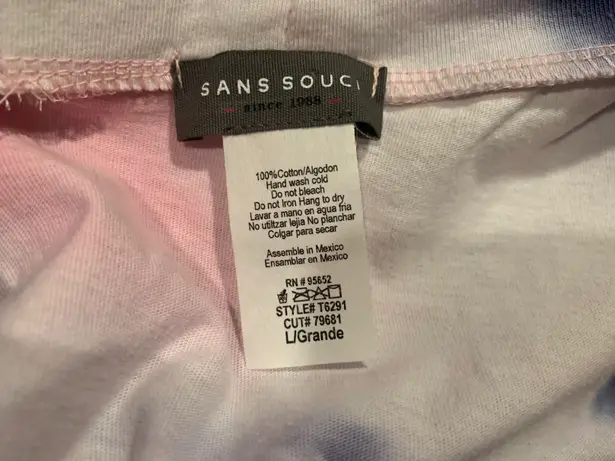 SANS SOUCI
since 1988
100%Cotton/Algodon
Hand wash cold
Do not bleach
Do not Iron Hang to dry
Lavar a mano en agua fria
No utiltzar lejia No planchar
Colgar para secar
Assemble in Mexico
Ensamblar en Mexico
RN # 95652
STYLE# T6291
CUT# 79681
L/Grande